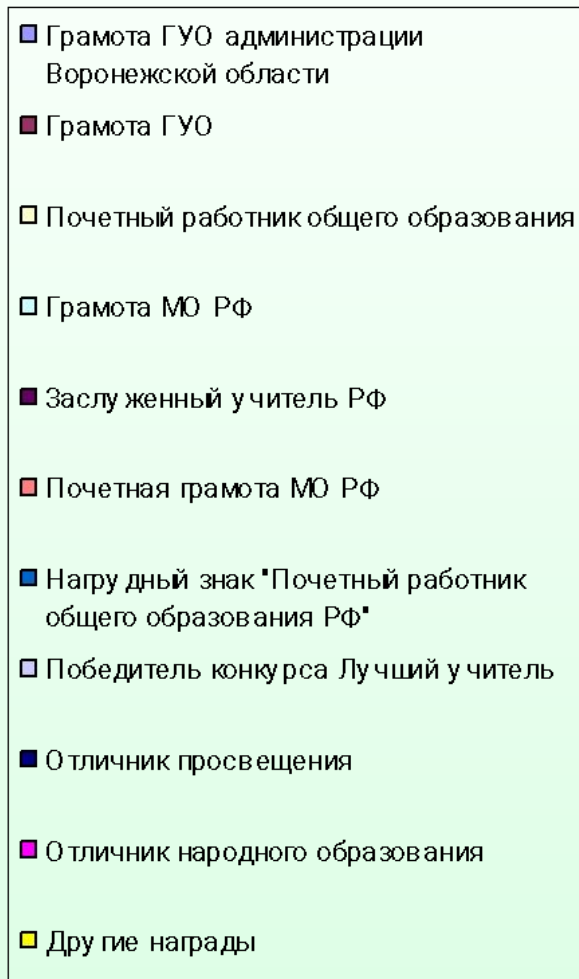 Грамота ГУО администрации
Воронежской области
Грамота ГУО
Почетный работник общего образования
Грамота МО РФ
Заслуженный учитель РФ
Почетная грамота МО РФ
Нагрудный знак "Почетный работник
общего образования РФ"
Победитель конкурса Лучший учитель
Отличник просвещения
Отличник народного образования
Другие награды